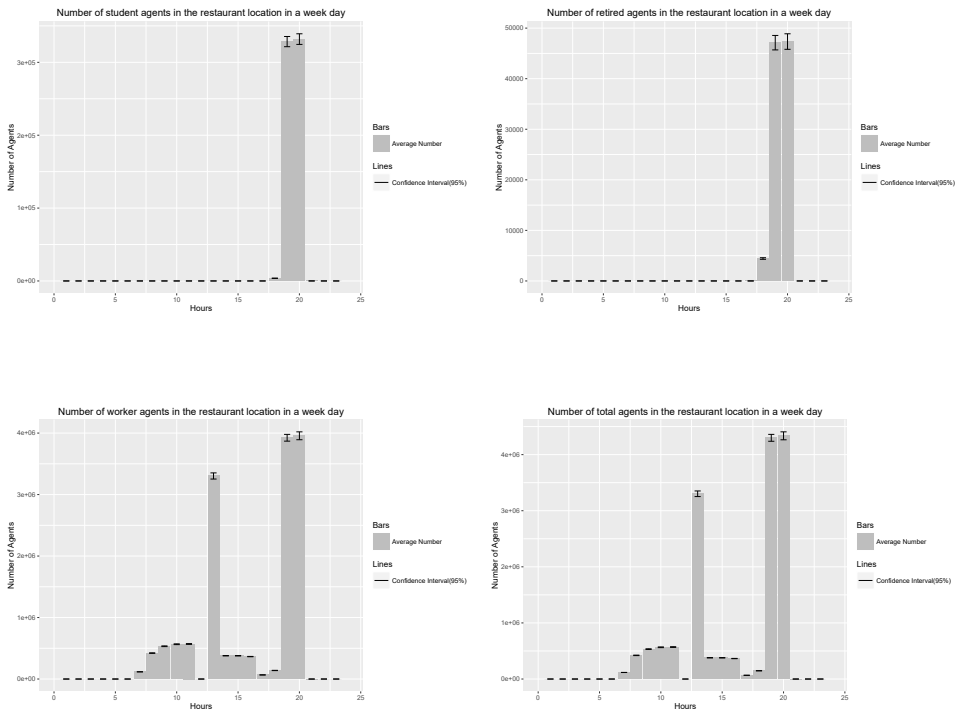 Number of student agents in the restaurant location in a week day
3e+05
2e+05
1e+05
0e+00
Number of Agents
0 5 10 15 20 25
Hours
Bars
Average Number
Lines
Confidence Interval(95%)
Number of retired agents in the restaurant location in a week day
50000
40000
30000
20000
10000
0
Number of Agents
0 5 10 15 20 25
Hours
Bars
Average Number
Lines
Confidence Interval(95%)
Number of worker agents in the restaurant location in a week day
4e+06
3e+06
2e+06
1e+06
0e+00
Number of Agents
0 5 10 15 20 25
Hours
Bars
Average Number
Lines
Confidence Interval(95%)
Number of total agents in the restaurant location in a week day
4e+06
3e+06
2e+06
1e+06
0e+00
Number of Agents
0 5 10 15 20 25
Hours
Bars
Average Number
Lines
Confidence Interval(95%)